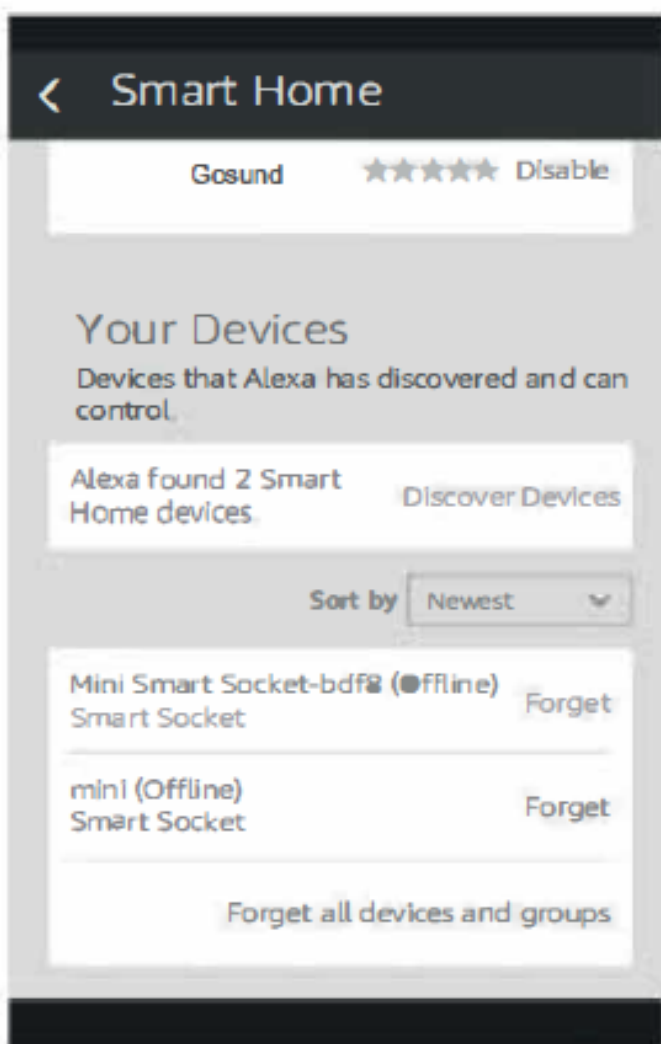 Smart Home
Gosund Disable
Your Devices
Devices that Alexa has discovered and can
control.
Alexa found 2 Smart
Home devices.
Discover Devices
Sort by Newest
Mini Smart Socket-bdf8 (Offline)
Smart Socket
Forget
mini (Offline)
Smart Socket
Forget
Forget all devices and groups